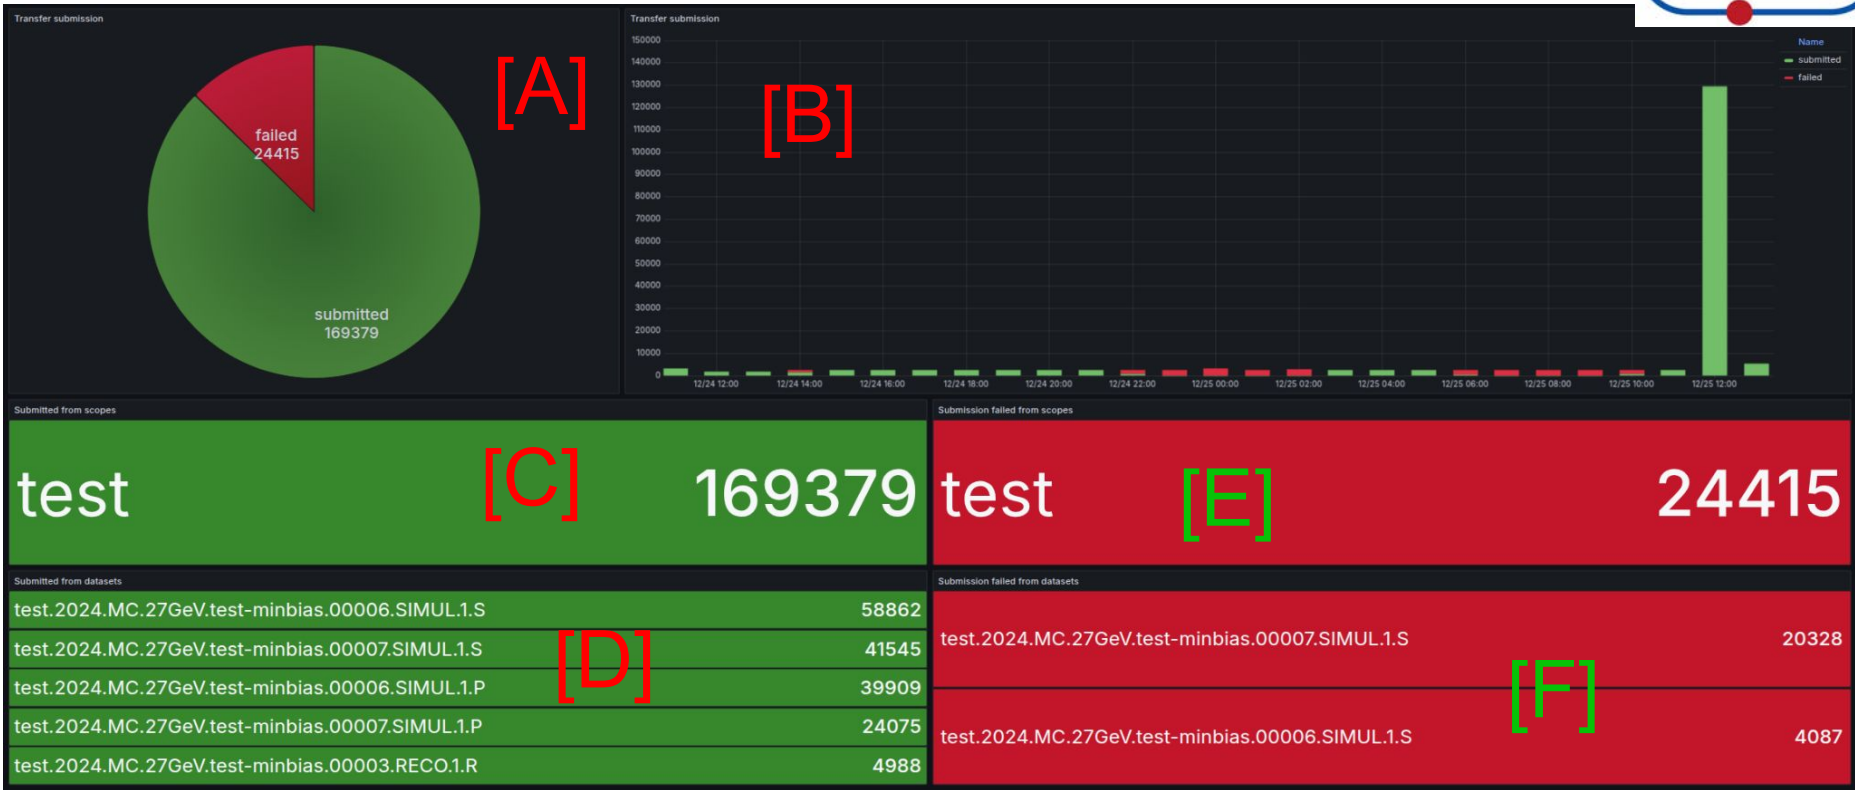 Transfer submission
failed
24415
submitted
169379
[A]
Transfer submission
[B]
150000
140000
130000
120000
110000
100000
90000
80000
70000
60000
50000
40000
30000
20000
10000
0
12/24 12:00
12/24 14:00
12/24 16:00
12/24 18:00
12/24 20:00
12/24 22:00
12/25 00:00
12/25 02:00
12/25 04:00
12/25 06:00
12/25 08:00
12/25 10:00
12/25 12:00
Name
submitted
failed
Submitted from scopes
test [C] 169379
Submission failed from scopes
test [E] 24415
Submitted from datasets
test.2024.MC.27GeV.test-minbias.00006.SIMUL.1.S 58862
test.2024.MC.27GeV.test-minbias.00007.SIMUL.1.S 41545
[D]
test.2024.MC.27GeV.test-minbias.00006.SIMUL.1.P 39909
test.2024.MC.27GeV.test-minbias.00007.SIMUL.1.P 24075
test.2024.MC.27GeV.test-minbias.00003.RECO.1.R 4988
Submission failed from datasets
test.2024.MC.27GeV.test-minbias.00007.SIMUL.1.S 20328
[F]
test.2024.MC.27GeV.test-minbias.00006.SIMUL.1.S 4087